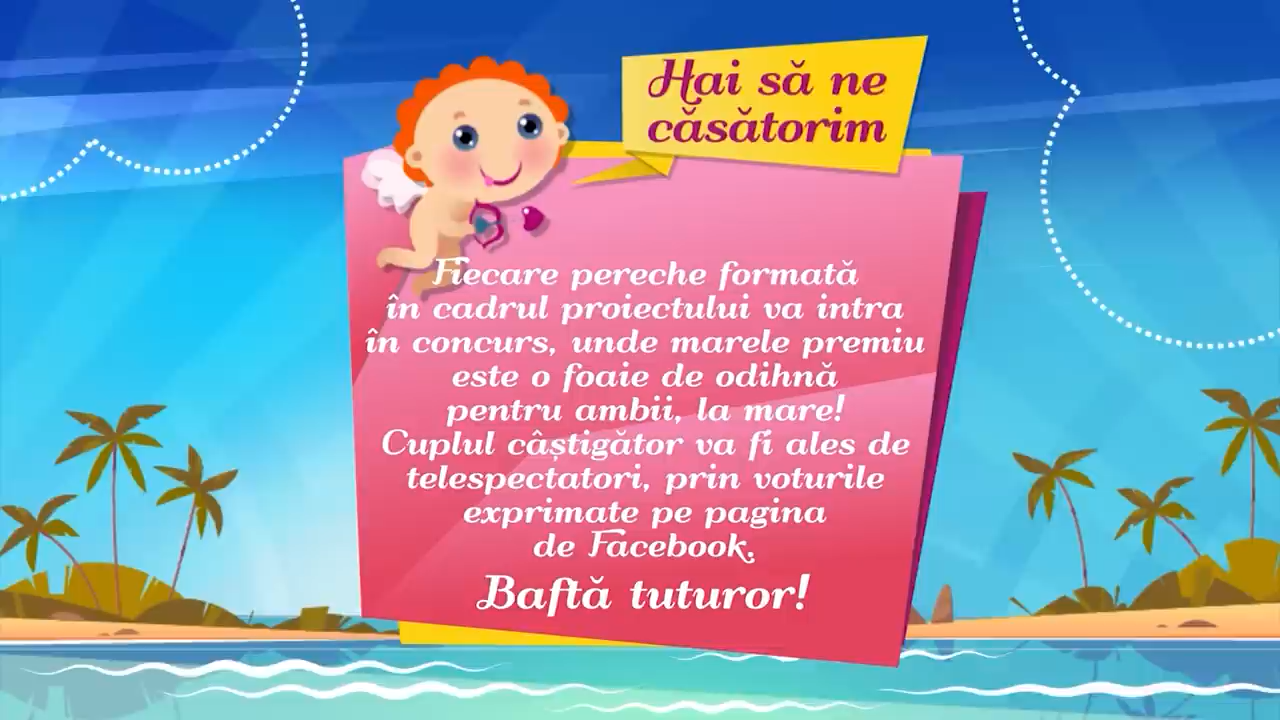 Hai să ne
căsătorim
Fiecare pereche formată
în cadrul proiectului va intra
în concurs, unde marele premiu
este o foaie de odihnă
pentru ambii, la mare!
Cuplul câștigător va fi ales de
telespectatori, prin voturile
exprimate pe pagina
de Facebook.
Baftă tuturor!